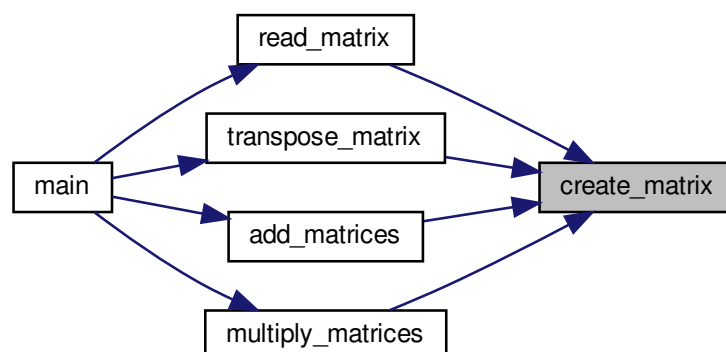 read_matrix
transpose_matrix
main
create_matrix
add_matrices
multiply_matrices